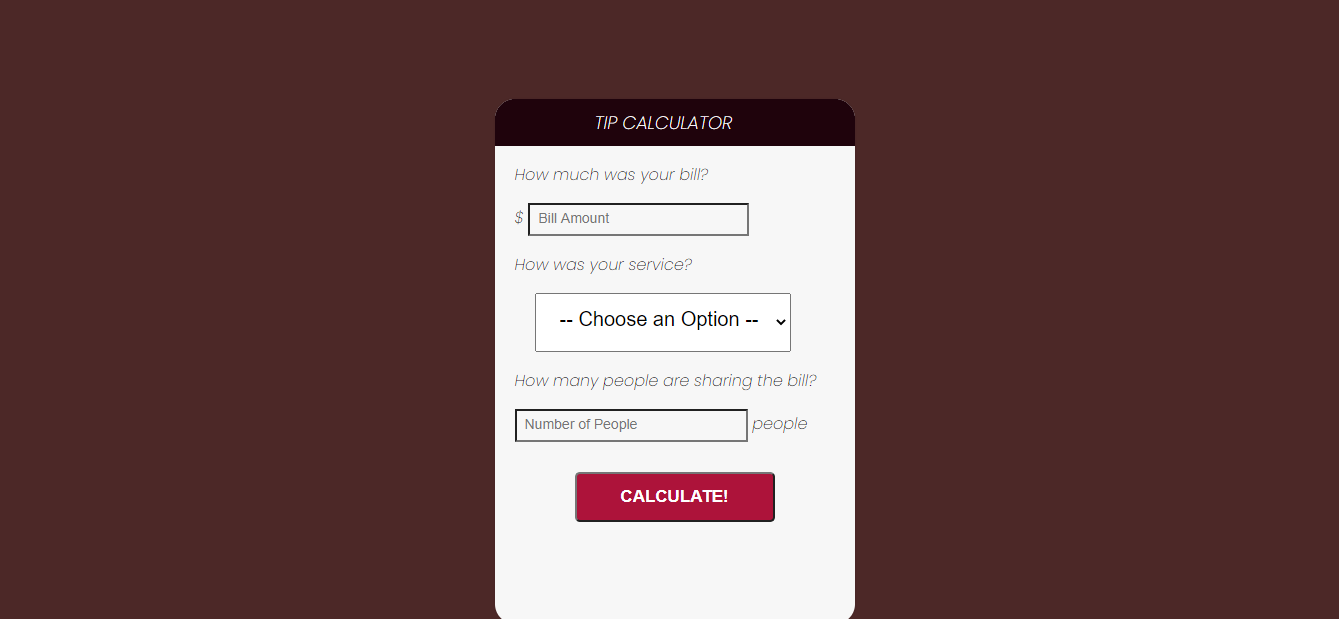 TIP CALCULATOR
How much was your bill?
$ Bill Amount
How was your service?
-- Choose an Option --
How many people are sharing the bill?
Number of People people
CALCULATE!